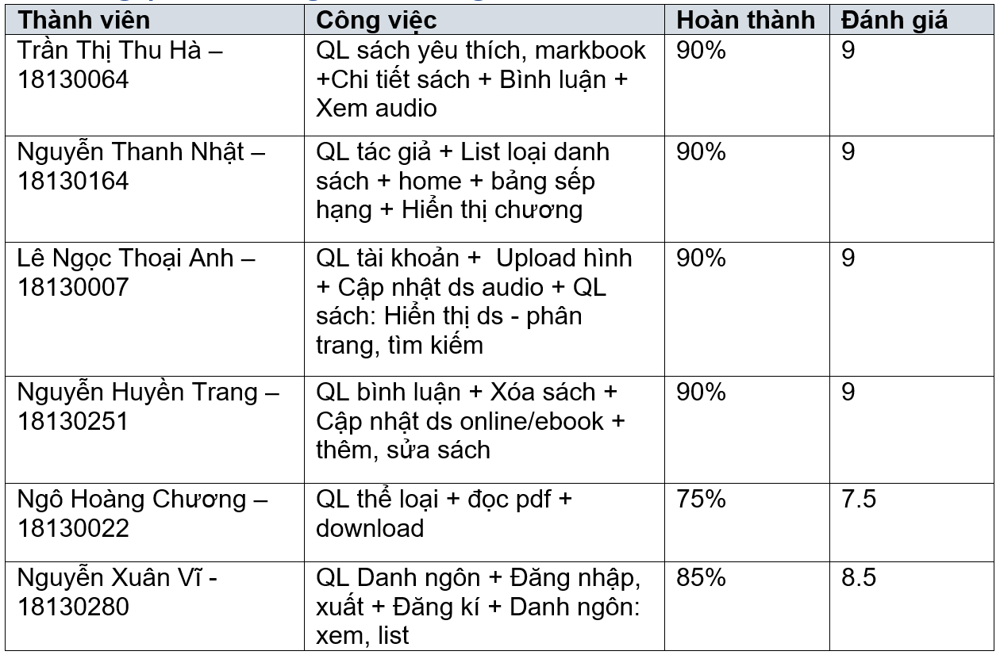 Thành viên
Công việc
Hoàn thành
Đánh giá
Trần Thị Thu Hà –
18130064
QL sách yêu thích, markbook
+Chi tiết sách + Bình luận +
Xem audio
90%
9
Nguyễn Thanh Nhật –
18130164
QL tác giả + List loại danh
sách + home + bảng sếp
hạng + Hiển thị chương
90%
9
Lê Ngọc Thoại Anh –
18130007
QL tài khoản +  Upload hình
+ Cập nhật ds audio + QL
sách: Hiển thị ds - phân
trang, tìm kiếm
90%
9
Nguyễn Huyền Trang –
18130251
QL bình luận + Xóa sách +
Cập nhật ds online/ebook +
thêm, sửa sách
90%
9
Ngô Hoàng Chương –
18130022
QL thể loại + đọc pdf +
download
75%
7.5
Nguyễn Xuân Vĩ -
18130280
QL Danh ngôn + Đăng nhập,
xuất + Đăng kí + Danh ngôn:
xem, list
85%
8.5